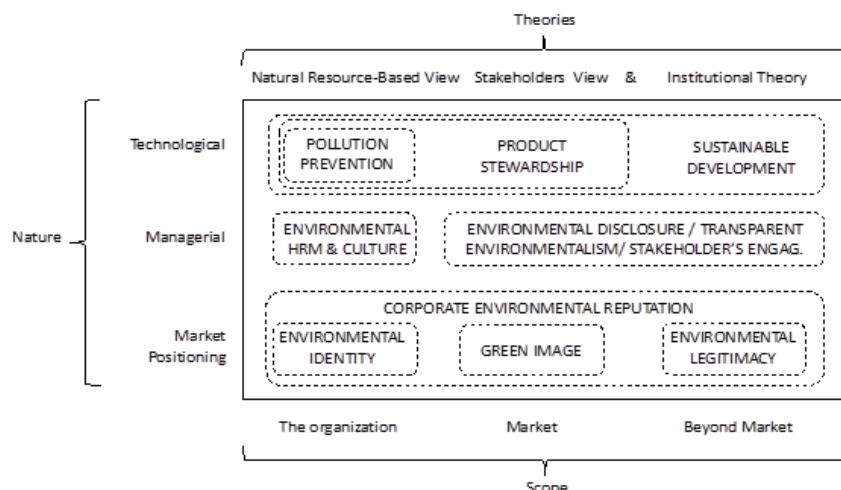 Theories
Natural Resource-Based View Stakeholders View & Institutional Theory
Technological
POLLUTION
PREVENTION
PRODUCT
STEWARDSHIP
SUSTAINABLE
DEVELOPMENT
Nature
Managerial
ENVIRONMENTAL
HRM & CULTURE
ENVIRONMENTAL DISCLOSURE / TRANSPARENT
ENVIRONMENTALISM/ STAKEHOLDER'S ENGAG.
Market
Positioning
CORPORATE ENVIRONMENTAL REPUTATION
ENVIRONMENTAL
IDENTITY
GREEN IMAGE
ENVIRONMENTAL
LEGITIMACY
The organization
Market
Beyond Market
Scope